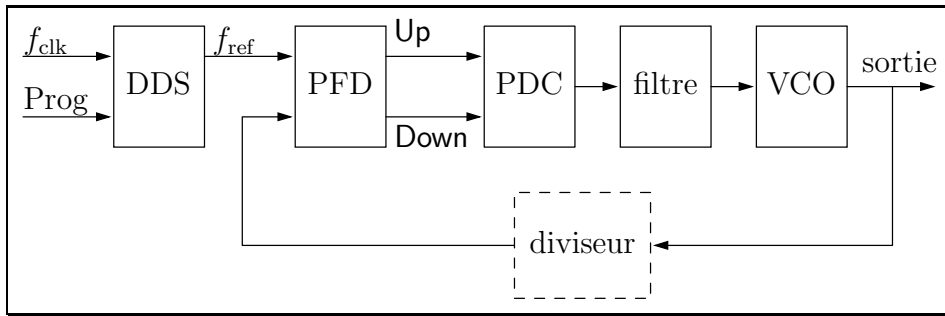 f_clk
Prog
DDS
f_ref
PFD
Up
Down
PDC
filtre
VCO
sortie
diviseur